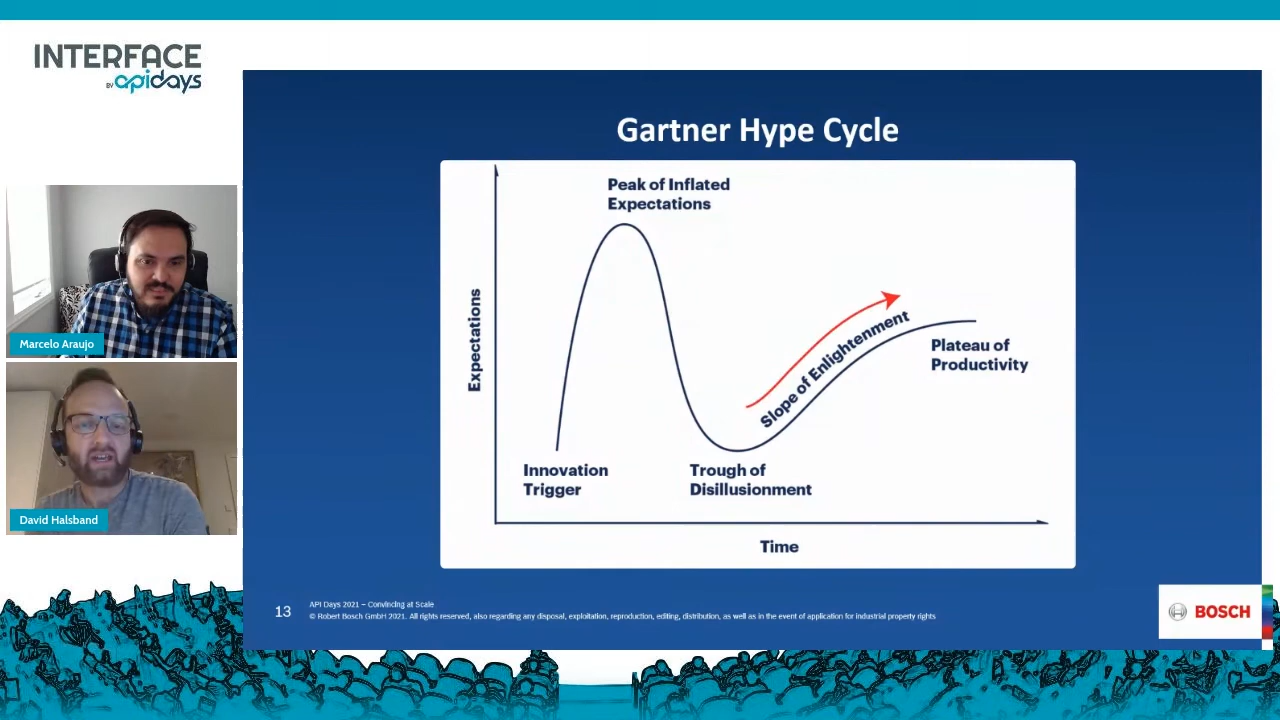 INTERFACE
BY apidays
Gartner Hype Cycle
Peak of Inflated
Expectations
Expectations
Slope of Enlightenment
Plateau of
Productivity
Innovation
Trigger
Trough of
Disillusionment
Time
Marcelo Araujo
David Halsband
13
API Days 2021 – Convincing at Scale
© Robert Bosch GmbH 2021. All rights reserved, also regarding any disposal, exploitation, reproduction, editing, distribution, as well as in the event of application for industrial property rights
BOSCH